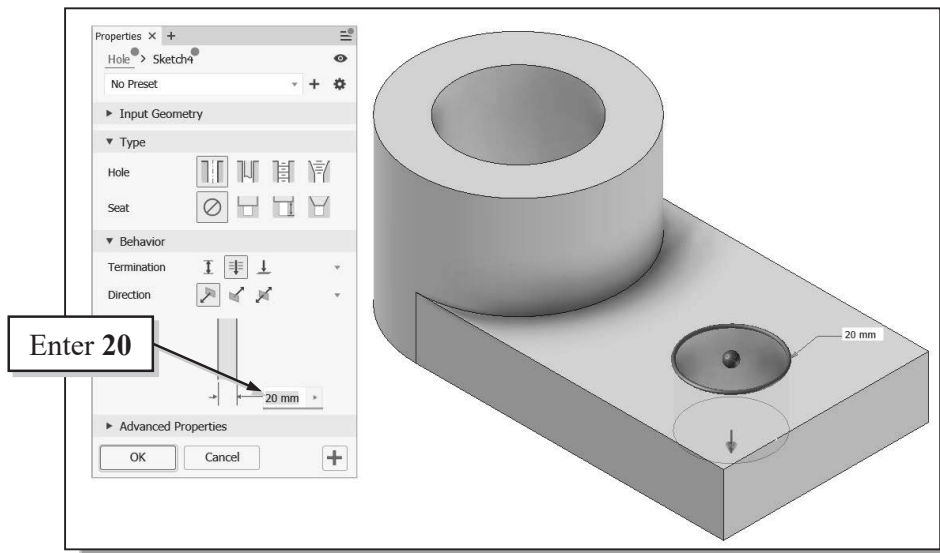 Properties × +
Hole > Sketch4
No Preset
Input Geometry
Type
Hole
Seat
Behavior
Termination
Direction
Enter 20
20 mm
20 mm
Advanced Properties
OK Cancel